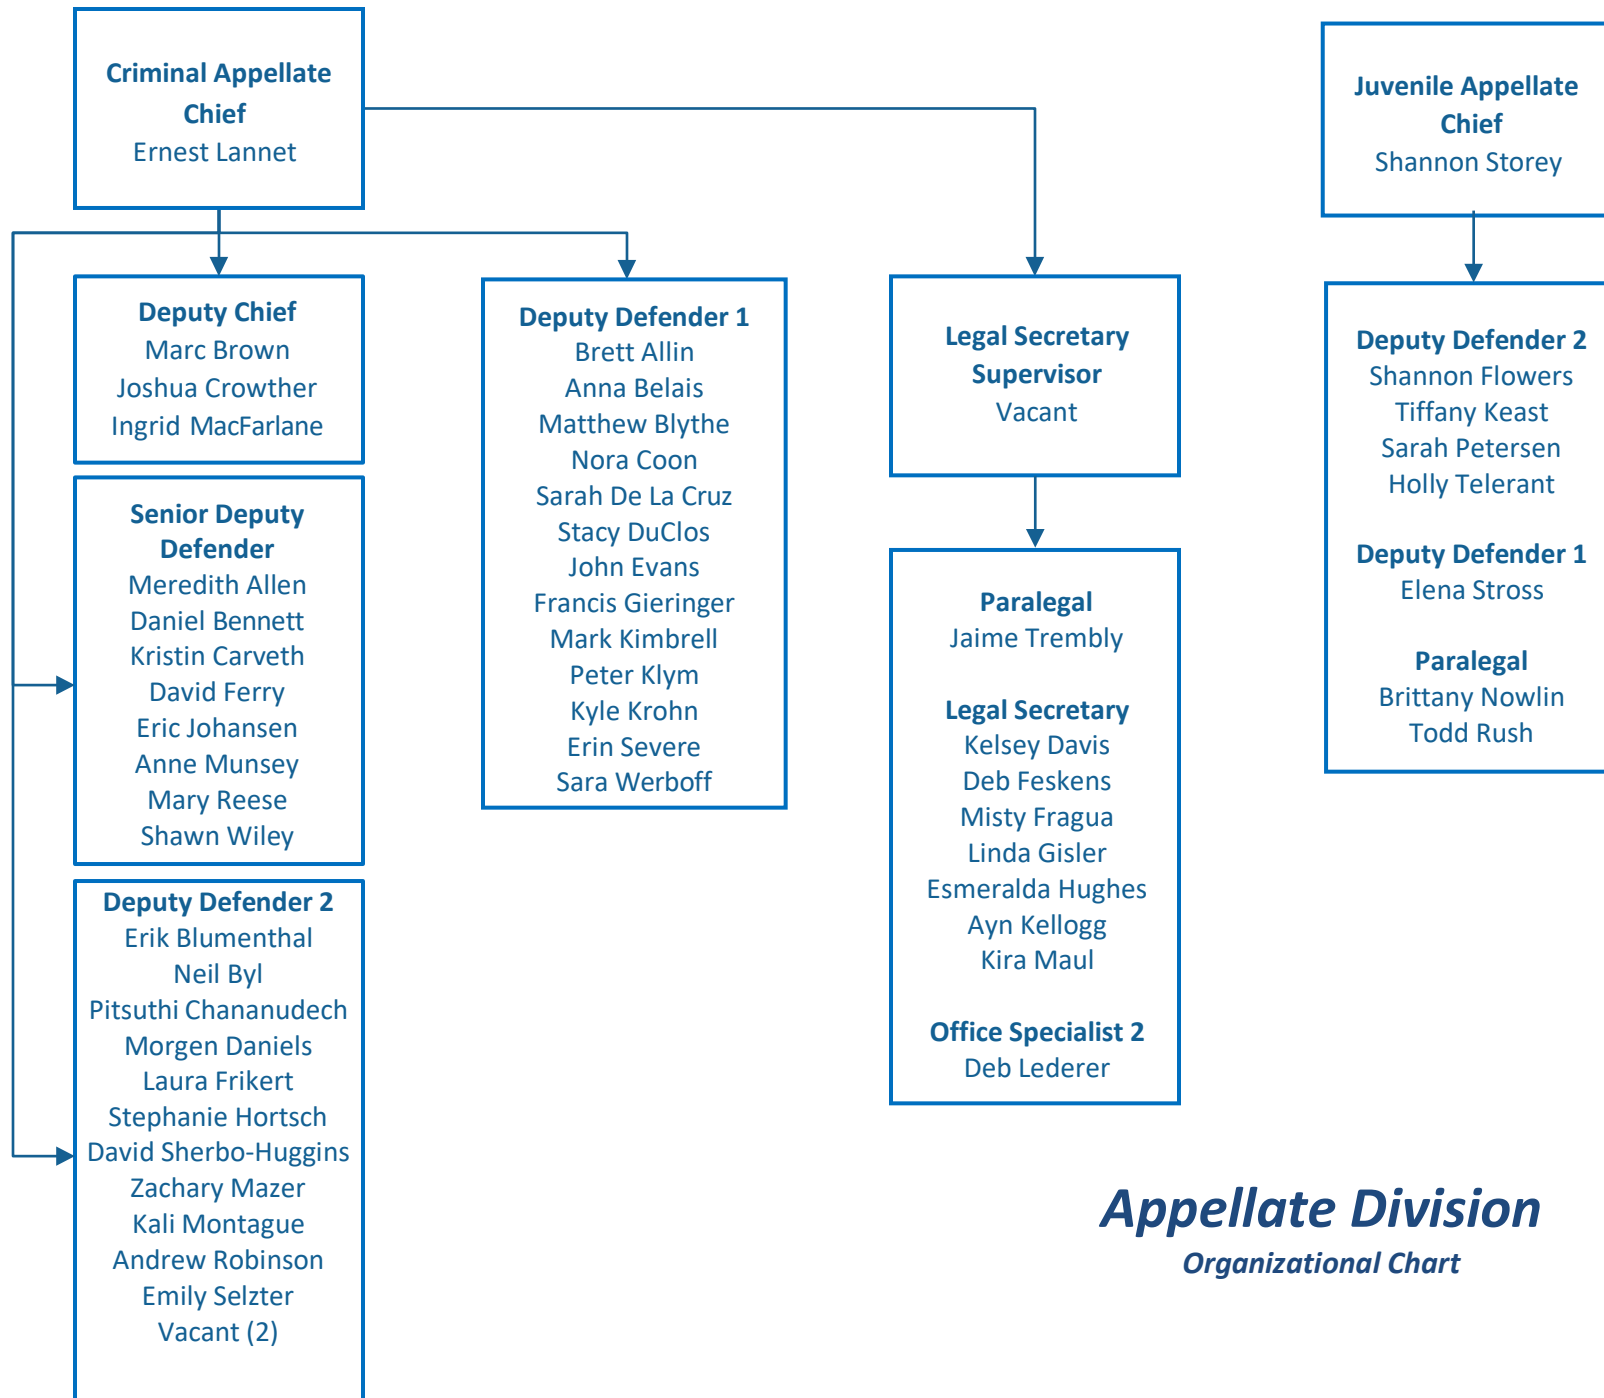 Criminal Appellate
Chief
Ernest Lannet
Juvenile Appellate
Chief
Shannon Storey
Deputy Chief
Marc Brown
Joshua Crowther
Ingrid MacFarlane
Senior Deputy
Defender
Meredith Allen
Daniel Bennett
Kristin Carveth
David Ferry
Eric Johansen
Anne Munsey
Mary Reese
Shawn Wiley
Deputy Defender 2
Erik Blumenthal
Neil Byl
Pitsuthi Chananudech
Morgen Daniels
Laura Frikert
Stephanie Hortsch
David Sherbo-Huggins
Zachary Mazer
Kali Montague
Andrew Robinson
Emily Selzter
Vacant (2)
Deputy Defender 1
Brett Allin
Anna Belais
Matthew Blythe
Nora Coon
Sarah De La Cruz
Stacy DuClos
John Evans
Francis Gieringer
Mark Kimbrell
Peter Klym
Kyle Krohn
Erin Severe
Sara Werboff
Legal Secretary
Supervisor
Vacant
Paralegal
Jaime Trembly
Legal Secretary
Kelsey Davis
Deb Feskens
Misty Fragua
Linda Gisler
Esmeralda Hughes
Ayn Kellogg
Kira Maul
Office Specialist 2
Deb Lederer
Deputy Defender 2
Shannon Flowers
Tiffany Keast
Sarah Petersen
Holly Telerant
Deputy Defender 1
Elena Stross
Paralegal
Brittany Nowlin
Todd Rush
Appellate Division
Organizational Chart